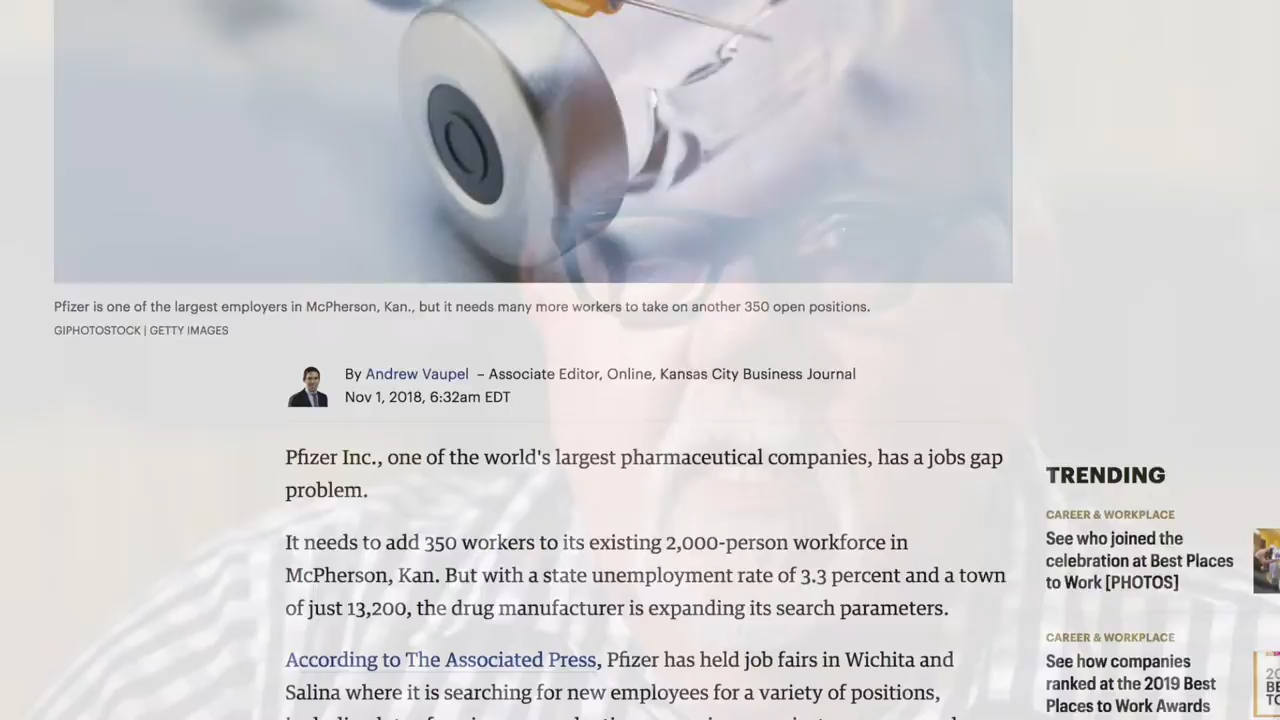 Pfizer is one of the largest employers in McPherson, Kan., but it needs many more workers to take on another 350 open positions.
GIPHOTOSTOCK | GETTY IMAGES
By Andrew Vaupel – Associate Editor, Online, Kansas City Business Journal
Nov 1, 2018, 6:32am EDT
Pfizer Inc., one of the world's largest pharmaceutical companies, has a jobs gap
problem.
It needs to add 350 workers to its existing 2,000-person workforce in
McPherson, Kan. But with a state unemployment rate of 3.3 percent and a town
of just 13,200, the drug manufacturer is expanding its search parameters.
According to The Associated Press, Pfizer has held job fairs in Wichita and
Salina where it is searching for new employees for a variety of positions,
TRENDING
CAREER & WORKPLACE
See who joined the
celebration at Best Places
to Work [PHOTOS]
CAREER & WORKPLACE
See how companies
ranked at the 2019 Best
Places to Work Awards